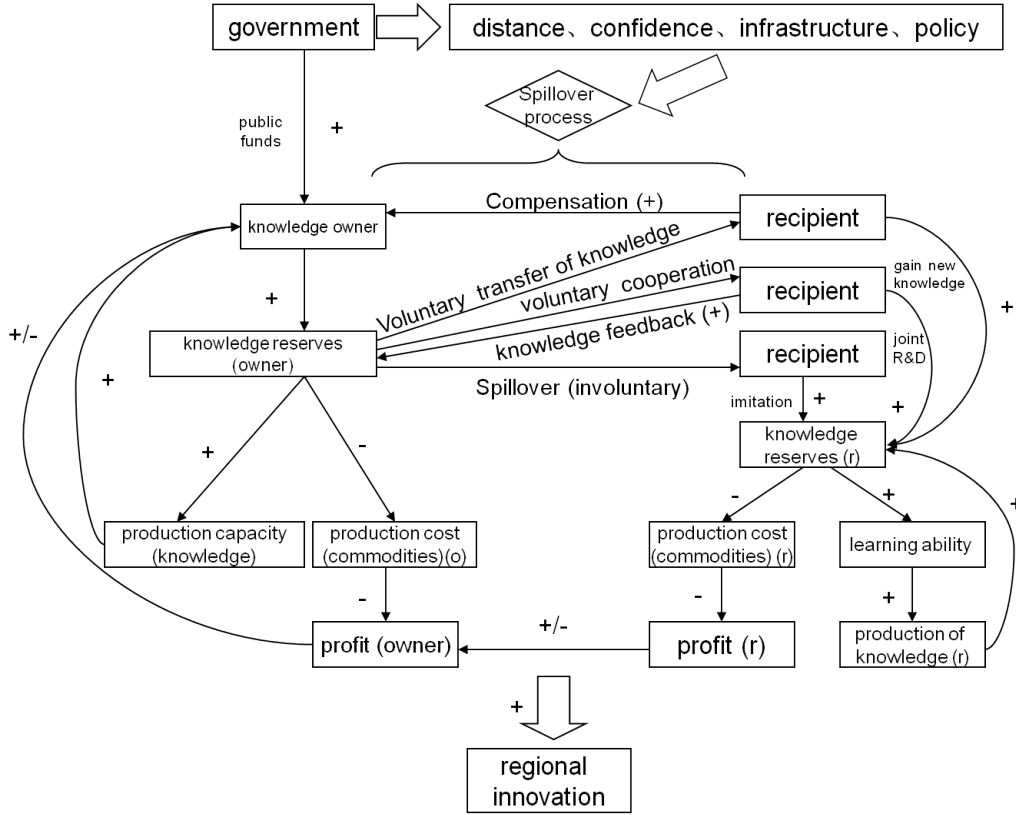 government
distance、confidence、infrastructure、policy
Spillover
process
public
funds
+
Compensation (+)
knowledge owner
recipient
Voluntary transfer of knowledge
voluntary cooperation
knowledge feedback (+)
recipient
gain new
knowledge
+
+
+/-
knowledge reserves
(owner)
Spillover (involuntary)
recipient
joint
R&D
imitation
+
+
+
knowledge
reserves (r)
+
-
-
+
+
production capacity
(knowledge)
production cost
(commodities)(o)
production cost
(commodities) (r)
learning ability
-
-
+
profit (owner)
+/-
profit (r)
production of
knowledge (r)
+
regional
innovation